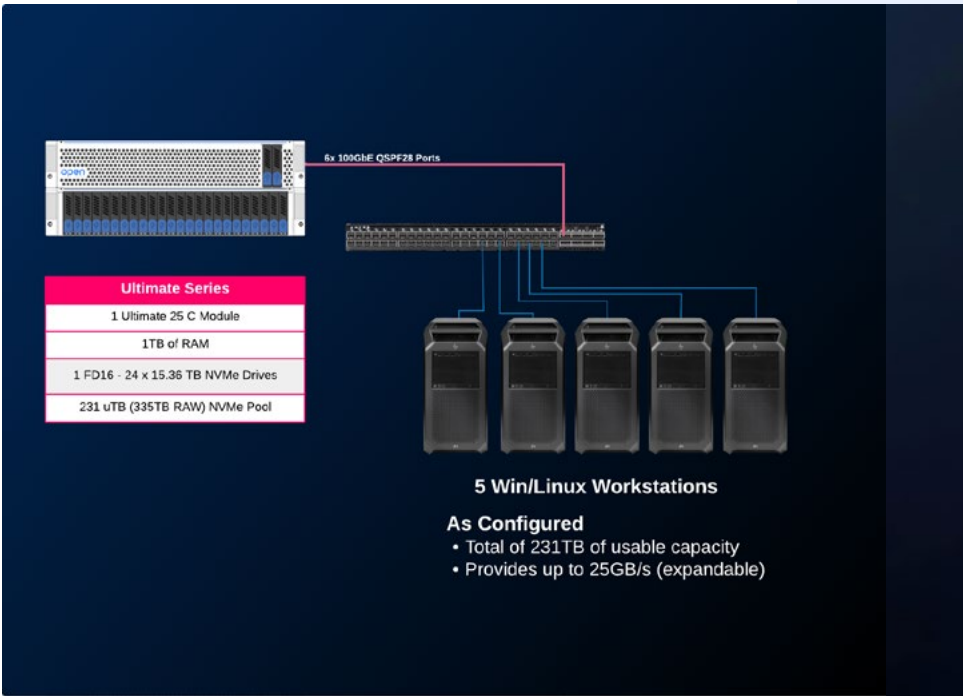 6x 100GbE QSPF28 Ports
open
Ultimate Series
1 Ultimate 25 C Module
1TB of RAM
1 FD16 - 24 x 15.36 TB NVMe Drives
231 uTB (335TB RAW) NVMe Pool
5 Win/Linux Workstations
As Configured
• Total of 231TB of usable capacity
• Provides up to 25GB/s (expandable)